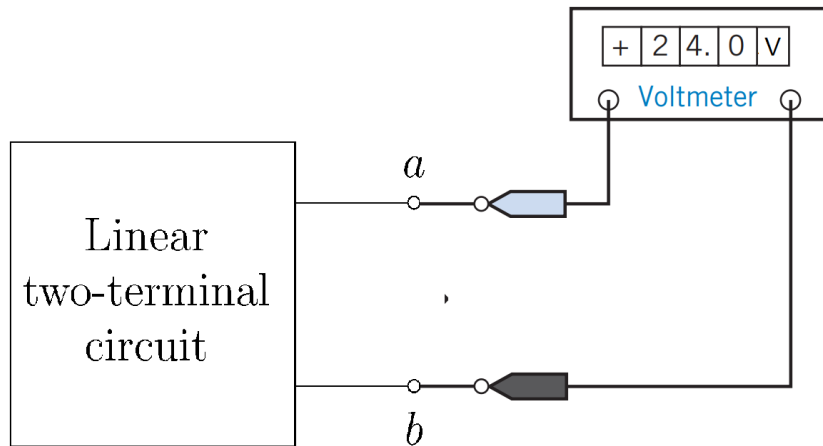 + 2 4. 0 V
Voltmeter
a
Linear
two-terminal
circuit
b